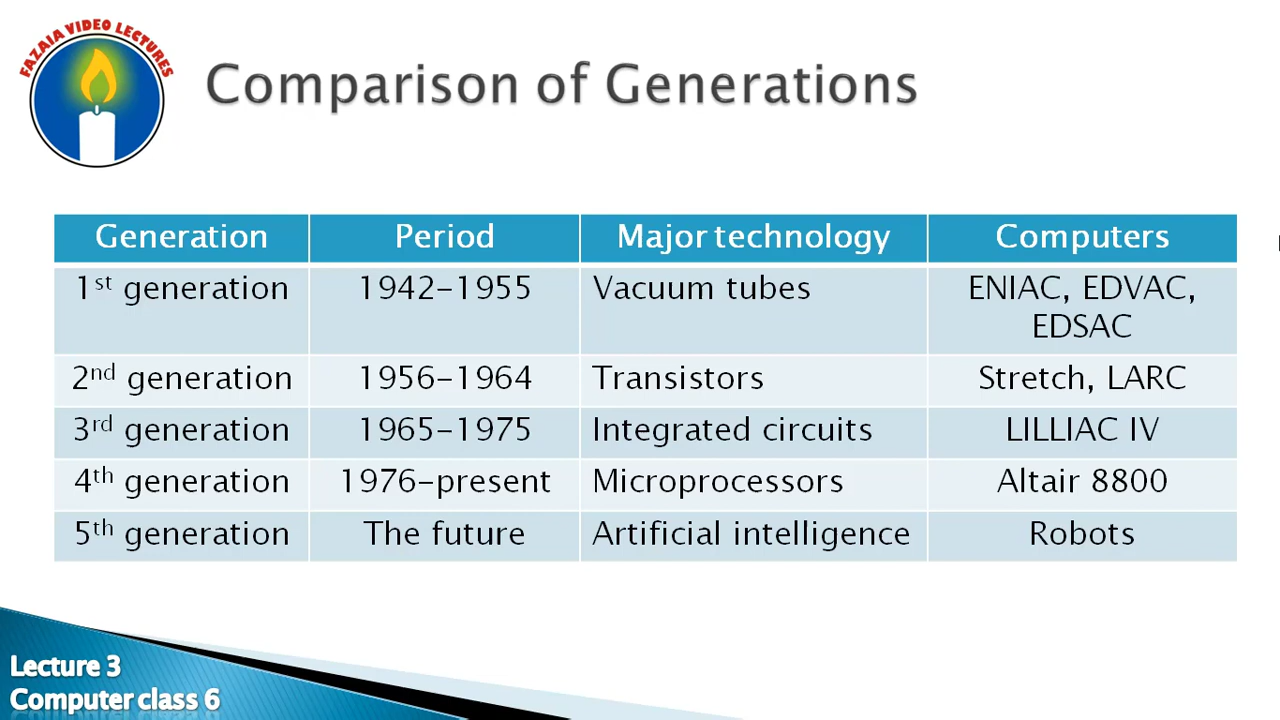 FAZAIA VIDEO LECTURES
Comparison of Generations
Generation Period Major technology Computers
1st generation 1942-1955 Vacuum tubes ENIAC, EDVAC,
EDSAC
2nd generation 1956-1964 Transistors Stretch, LARC
3rd generation 1965-1975 Integrated circuits LILLIAC IV
4th generation 1976-present Microprocessors Altair 8800
5th generation The future Artificial intelligence Robots
Lecture 3
Computer class 6